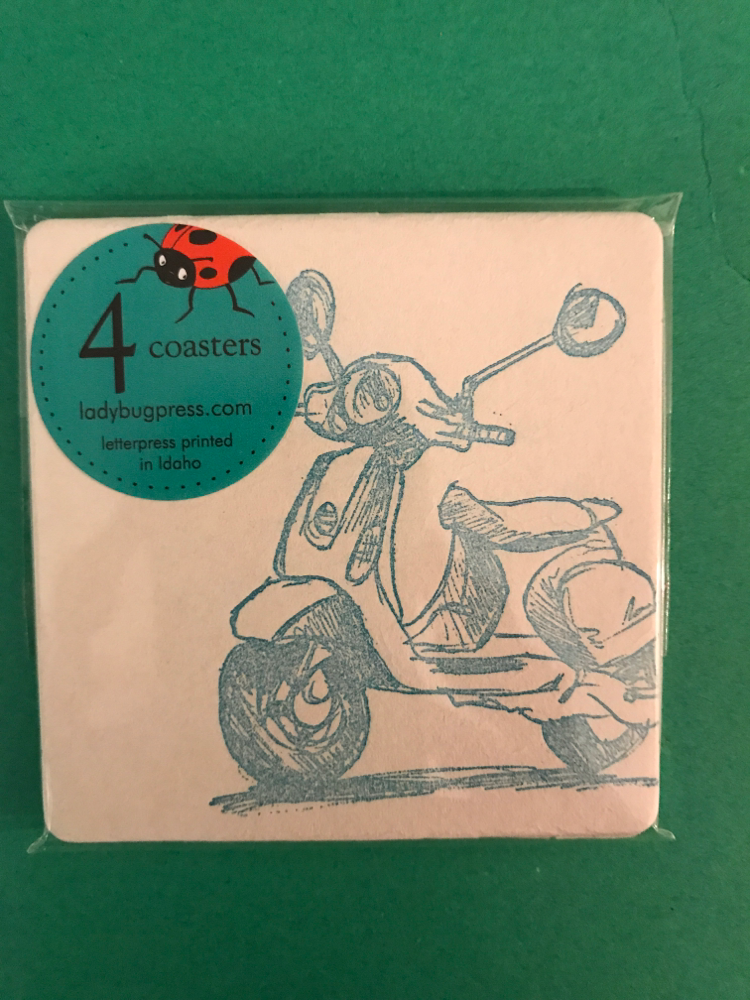 4 coasters
ladybugpress.com
letterpress printed
in Idaho